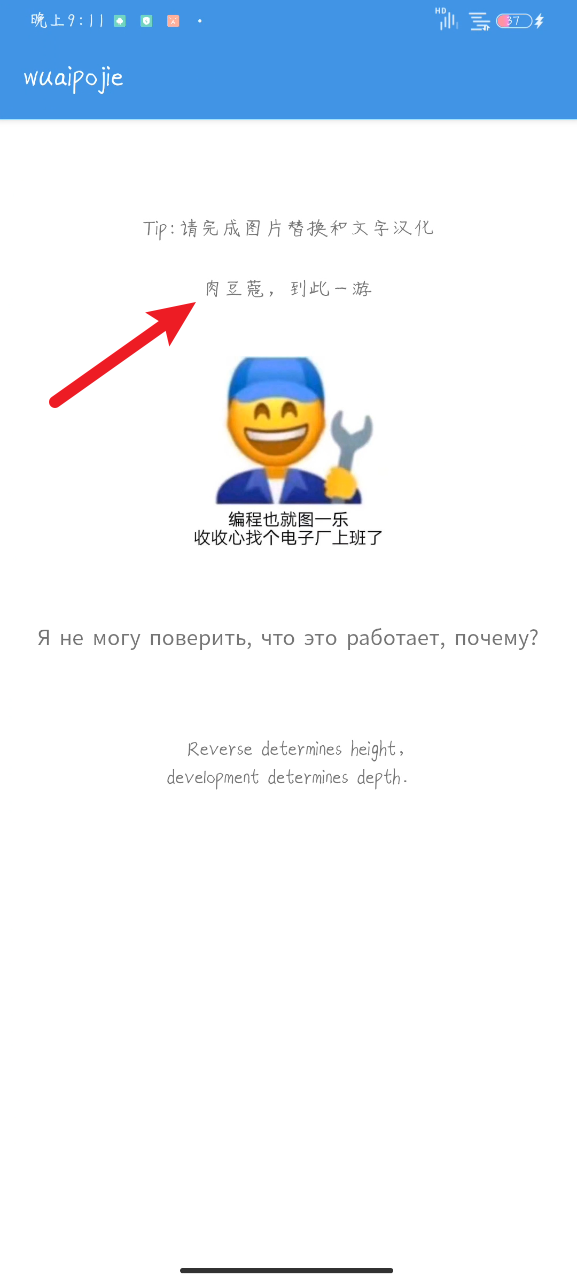 晚上9:11
HD
37
wuaipojie
Tip:请完成图片替换和文字汉化
肉豆蔻，到此一游
编程也就图一乐
收收心找个电子厂上班了
Я не могу поверить, что это работает, почему?
Reverse determines height,
development determines depth.